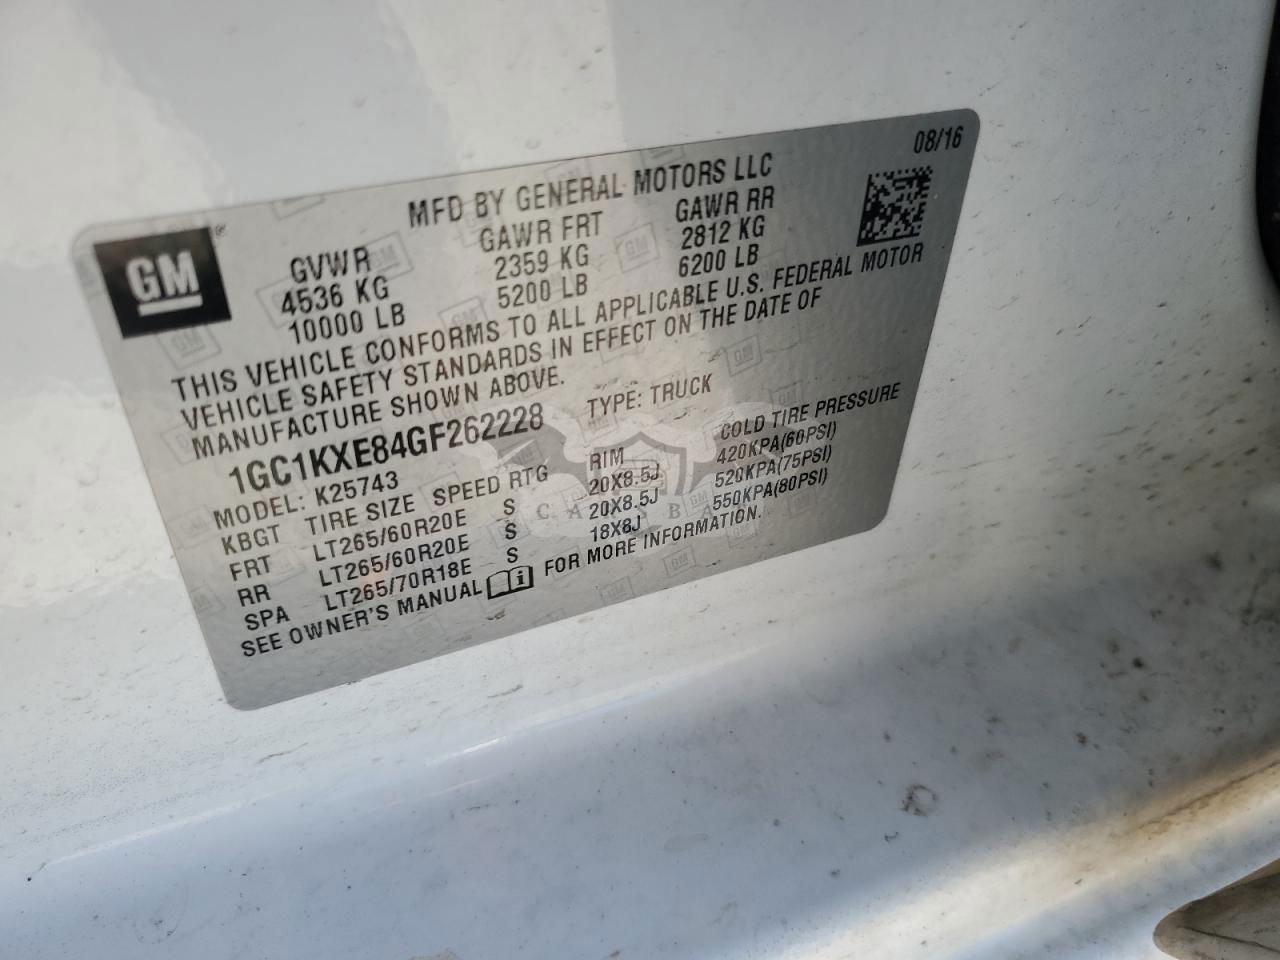 08/16
MFD BY GENERAL MOTORS LLC
GM
GVWR GAWR FRT GAWR RR
4536 KG 2359 KG 2812 KG
10000 LB 5200 LB 6200 LB
THIS VEHICLE CONFORMS TO ALL APPLICABLE U.S. FEDERAL MOTOR
VEHICLE SAFETY STANDARDS IN EFFECT ON THE DATE OF
MANUFACTURE SHOWN ABOVE.
1GC1KXE84GF262228 TYPE: TRUCK
MODEL: K25743
KBGT TIRE SIZE SPEED RTG RIM COLD TIRE PRESSURE
FRT LT265/60R20E S 20X8.5J 420KPA(60PSI)
RR LT265/60R20E S 20X8.5J 520KPA(75PSI)
SPA LT265/70R18E S 18X8J 550KPA(80PSI)
SEE OWNER'S MANUAL FOR MORE INFORMATION.